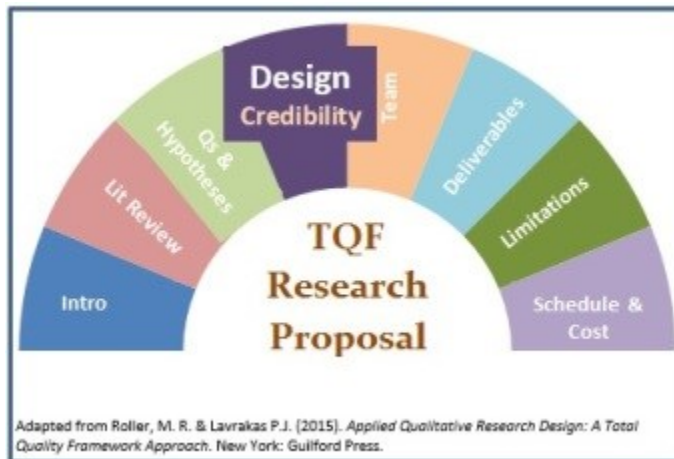 Design
Credibility
Team
Qs &
Hypotheses
Deliverables
Lit Review
Limitations
Intro
TQF
Research
Proposal
Schedule &
Cost
Adapted from Roller, M. R. & Lavrakas P.J. (2015). Applied Qualitative Research Design: A Total
Quality Framework Approach. New York: Guilford Press.